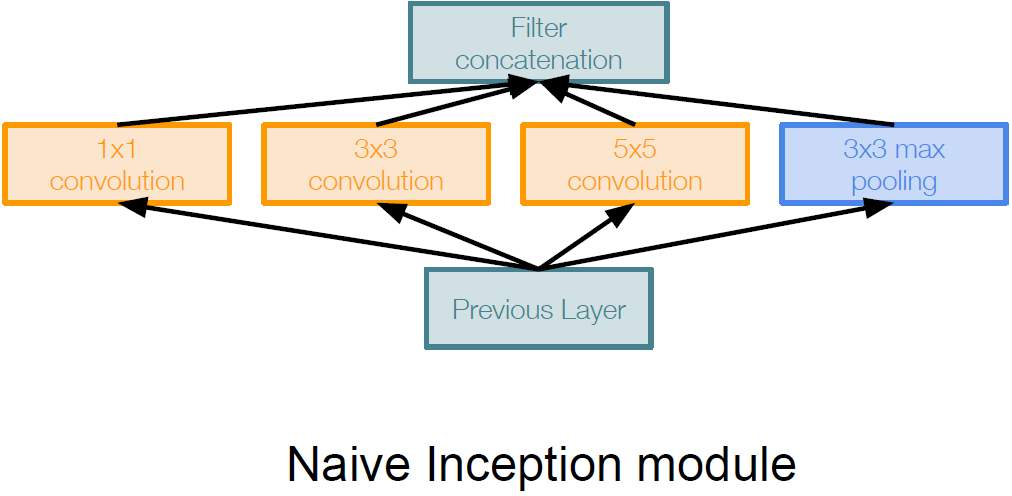 Filter
concatenation
1x1
convolution
3x3
convolution
5x5
convolution
3x3 max
pooling
Previous Layer
Naive Inception module